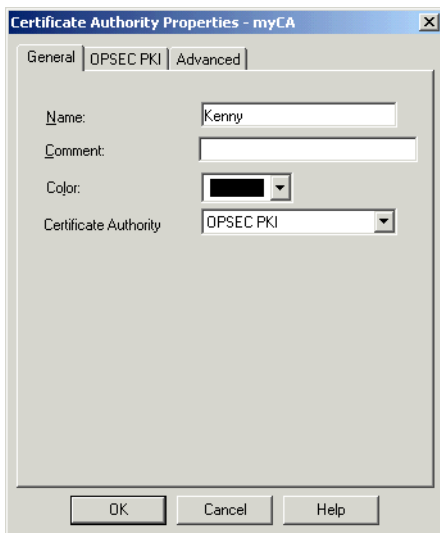 Certificate Authority Properties - myCA
General OPSEC PKI Advanced
Name: Kenny
Comment:
Color:
Certificate Authority OPSEC PKI
OK Cancel Help